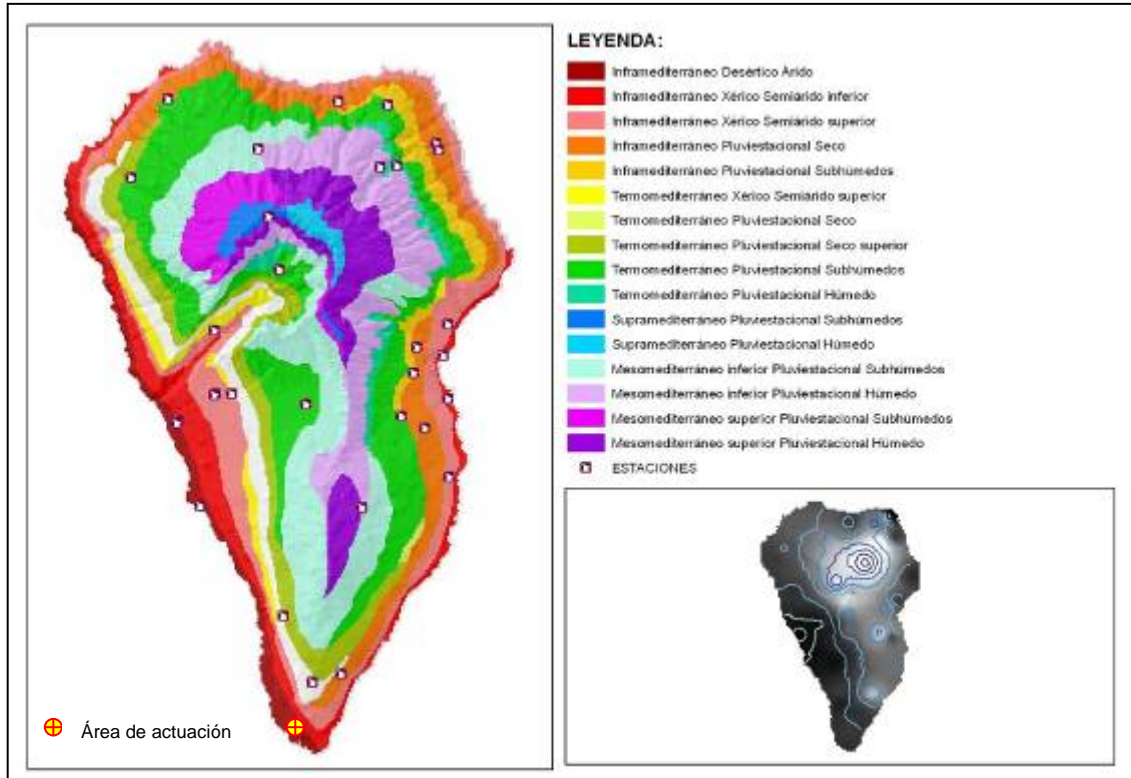 LEYENDA:
Inframediterráneo Desértico Árido
Inframediterráneo Xérico Semiárido inferior
Inframediterráneo Xérico Semiárido superior
Inframediterráneo Pluviestacional Seco
Inframediterráneo Pluviestacional Subhúmedos
Termomediterráneo Xérico Semiárido superior
Termomediterráneo Pluviestacional Seco
Termomediterráneo Pluviestacional Seco superior
Termomediterráneo Pluviestacional Subhúmedos
Termomediterráneo Pluviestacional Húmedo
Supramediterráneo Pluviestacional Subhúmedos
Supramediterráneo Pluviestacional Húmedo
Mesomediterráneo inferior Pluviestacional Subhúmedos
Mesomediterráneo inferior Pluviestacional Húmedo
Mesomediterráneo superior Pluviestacional Subhúmedos
Mesomediterráneo superior Pluviestacional Húmedo
ESTACIONES
Área de actuación